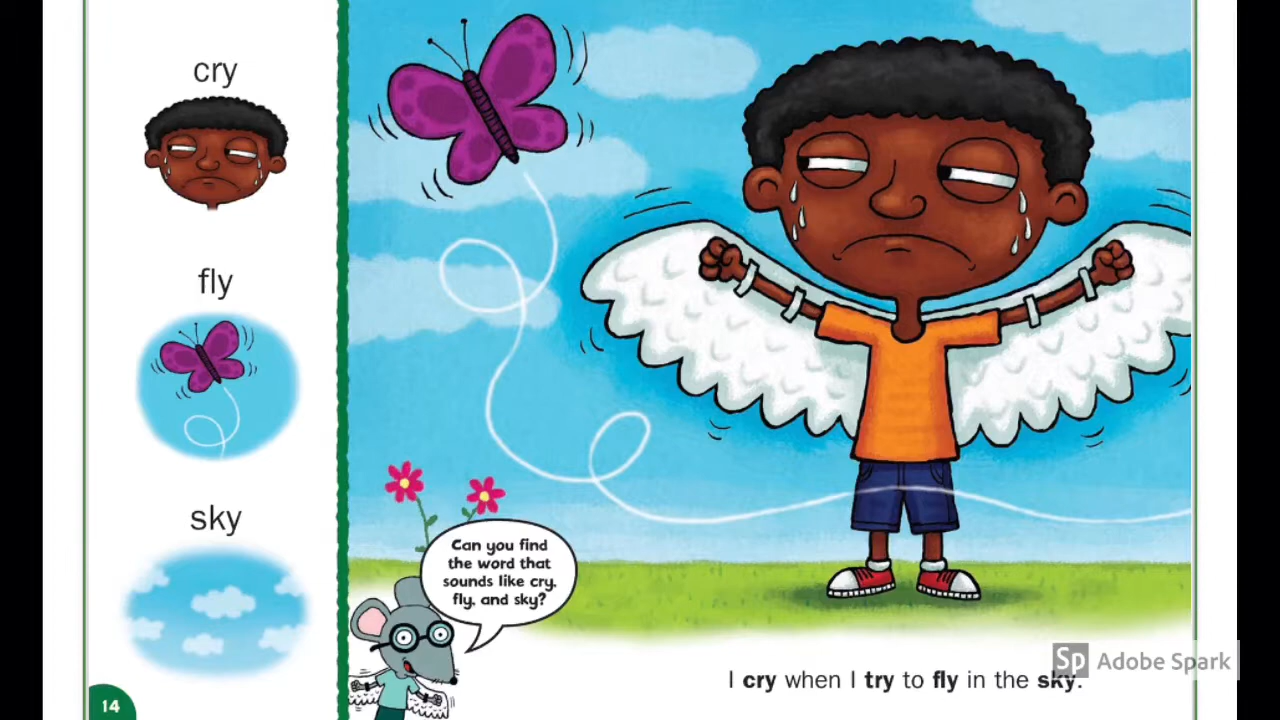 cry
fly
sky
Can you find
the word that
sounds like cry,
fly, and sky?
I cry when I try to fly in the sky.
Sp Adobe Spark
14